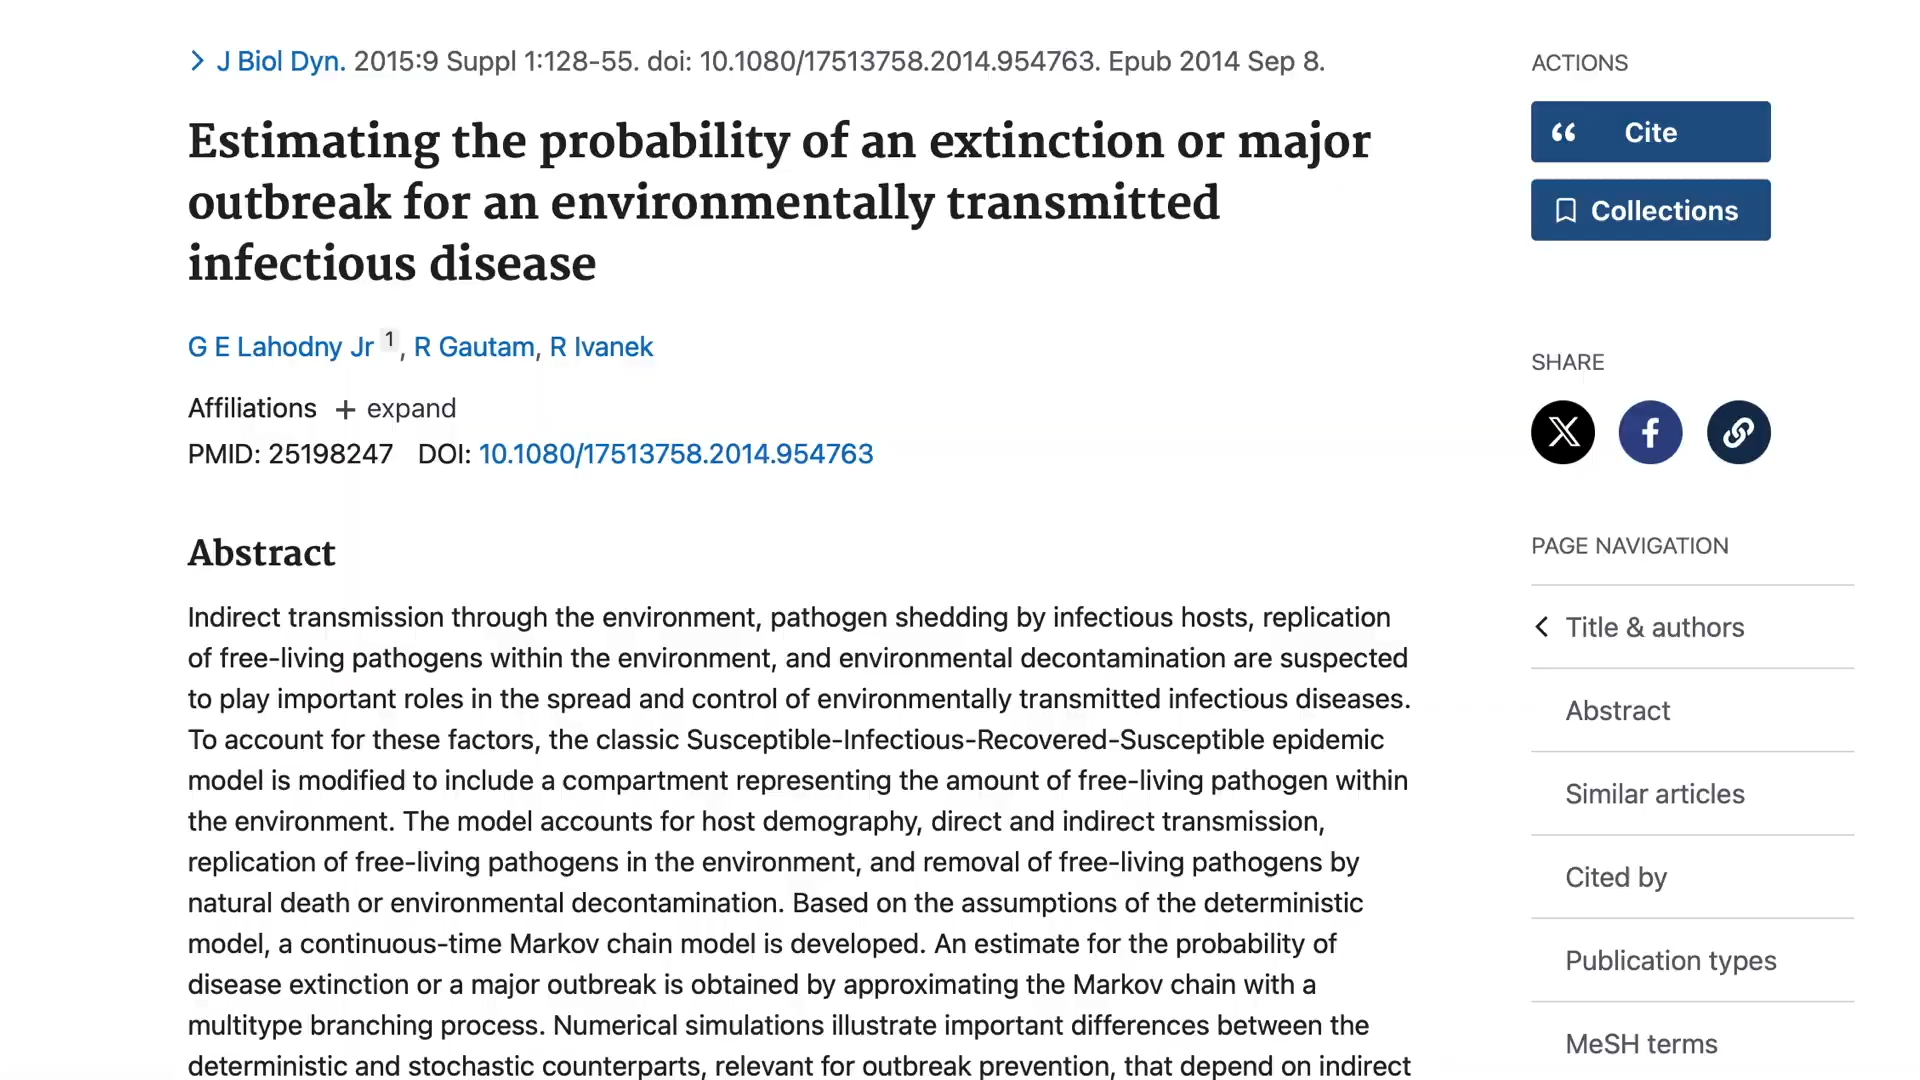 J Biol Dyn. 2015:9 Suppl 1:128-55. doi: 10.1080/17513758.2014.954763. Epub 2014 Sep 8.
Estimating the probability of an extinction or major
outbreak for an environmentally transmitted
infectious disease
G E Lahodny Jr 1, R Gautam, R Ivanek
Affiliations + expand
PMID: 25198247 DOI: 10.1080/17513758.2014.954763
Abstract
Indirect transmission through the environment, pathogen shedding by infectious hosts, replication
of free-living pathogens within the environment, and environmental decontamination are suspected
to play important roles in the spread and control of environmentally transmitted infectious diseases.
To account for these factors, the classic Susceptible-Infectious-Recovered-Susceptible epidemic
model is modified to include a compartment representing the amount of free-living pathogen within
the environment. The model accounts for host demography, direct and indirect transmission,
replication of free-living pathogens in the environment, and removal of free-living pathogens by
natural death or environmental decontamination. Based on the assumptions of the deterministic
model, a continuous-time Markov chain model is developed. An estimate for the probability of
disease extinction or a major outbreak is obtained by approximating the Markov chain with a
multitype branching process. Numerical simulations illustrate important differences between the
deterministic and stochastic counterparts, relevant for outbreak prevention, that depend on indirect
ACTIONS
Cite
Collections
SHARE
PAGE NAVIGATION
Title & authors
Abstract
Similar articles
Cited by
Publication types
MeSH terms